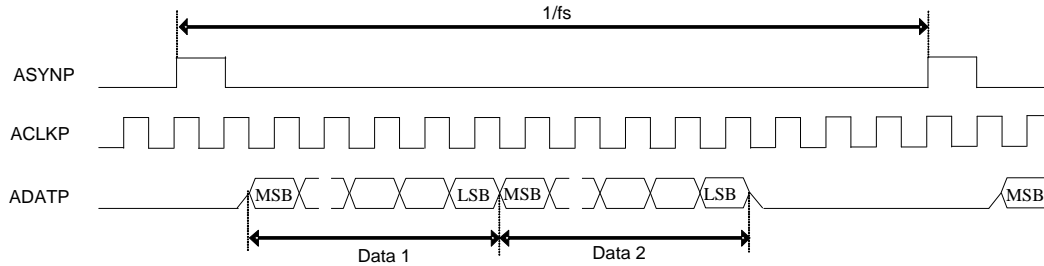 1/fs
ASYNP
ACLKP
ADATP MSB LSB MSB LSB MSB
Data 1 Data 2